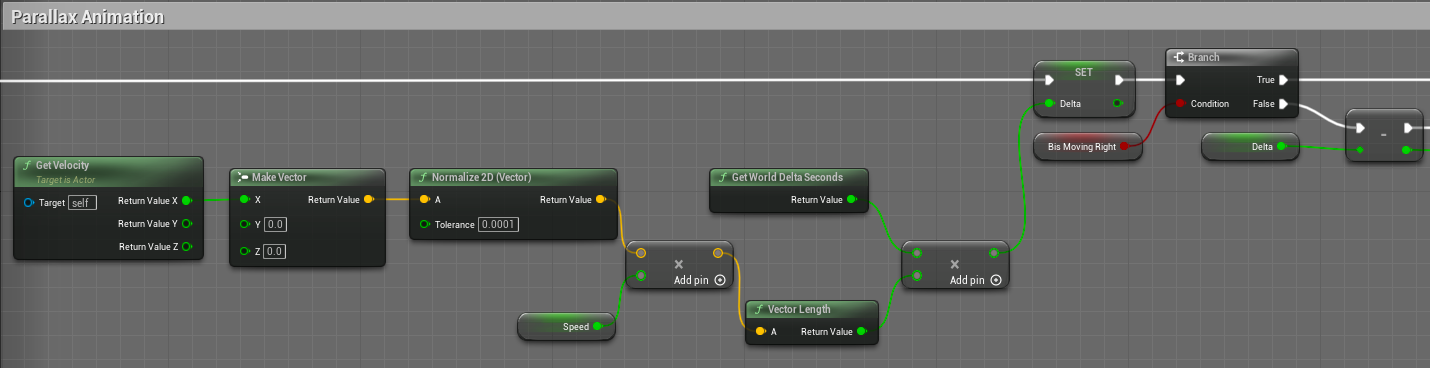 Parallax Animation
SET
Delta
Branch
True
Condition
False
-
Bis Moving Right
Delta
Get Velocity
Target is Actor
Target self
Return Value X
Return Value Y
Return Value Z
Make Vector
X
Return Value
Y 0.0
Z 0.0
Normalize 2D (Vector)
A
Return Value
Tolerance 0.0001
Get World Delta Seconds
Return Value
×
Add pin
×
Add pin
Speed
Vector Length
A
Return Value